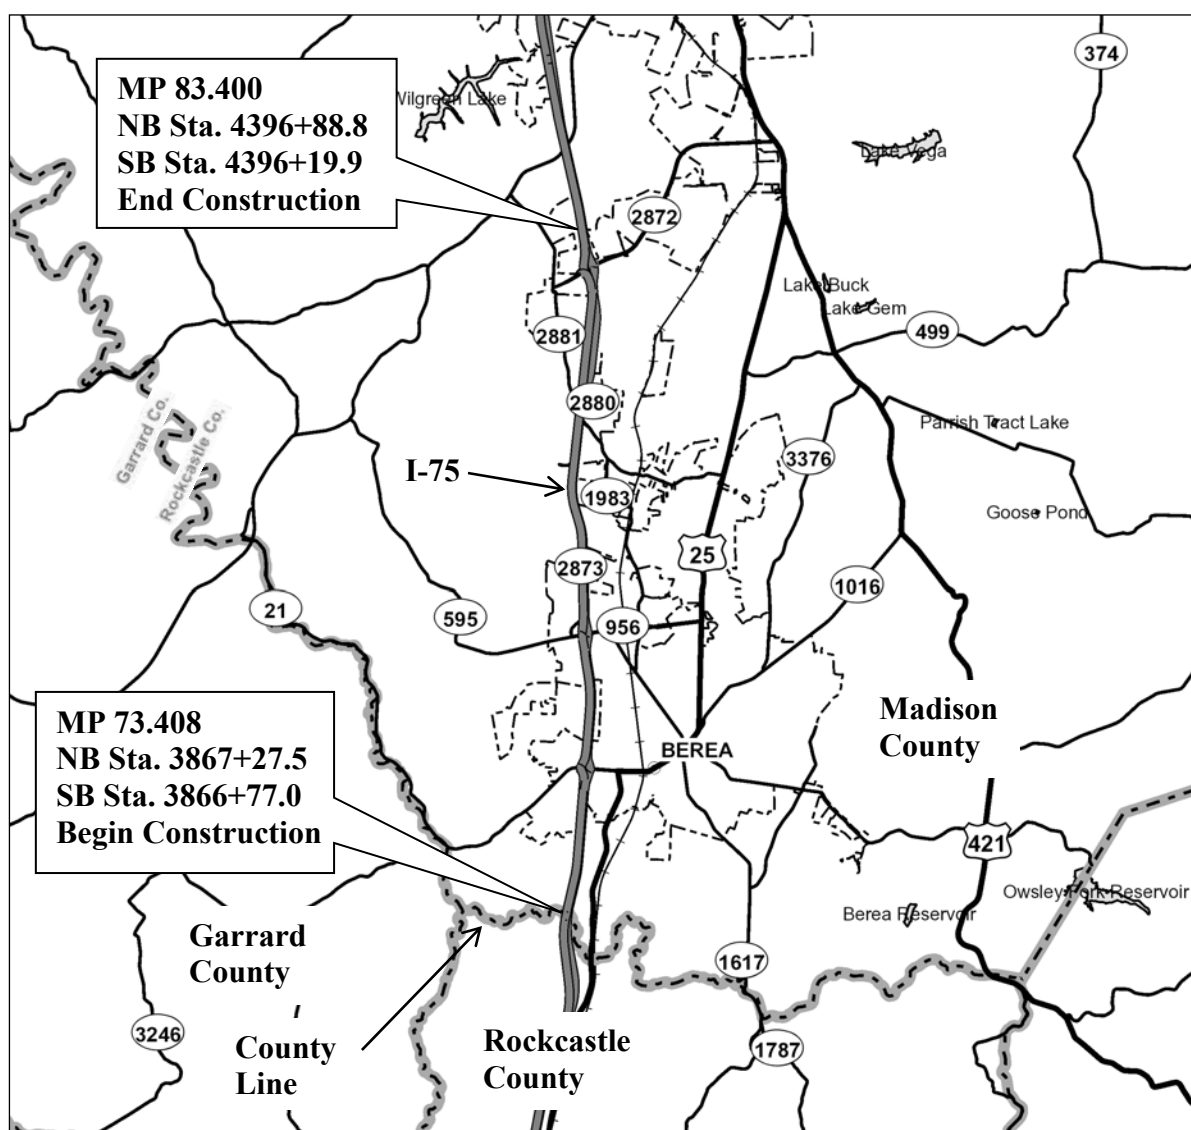 374
MP 83.400
NB Sta. 4396+88.8
SB Sta. 4396+19.9
End Construction
Wilgreen Lake
Lake Vega
2872
Lake Buck
Lake Gem
2881
499
2880
Garrard Co.
Rockcastle Co.
Parrish Tract Lake
3376
I-75
1983
Goose Pond
25
2873
1016
21
595
956
MP 73.408
NB Sta. 3867+27.5
SB Sta. 3866+77.0
Begin Construction
Madison
County
BEREA
421
Owsley Fork Reservoir
Berea Reservoir
Garrard
County
1617
3246
County
Line
Rockcastle
County
1787